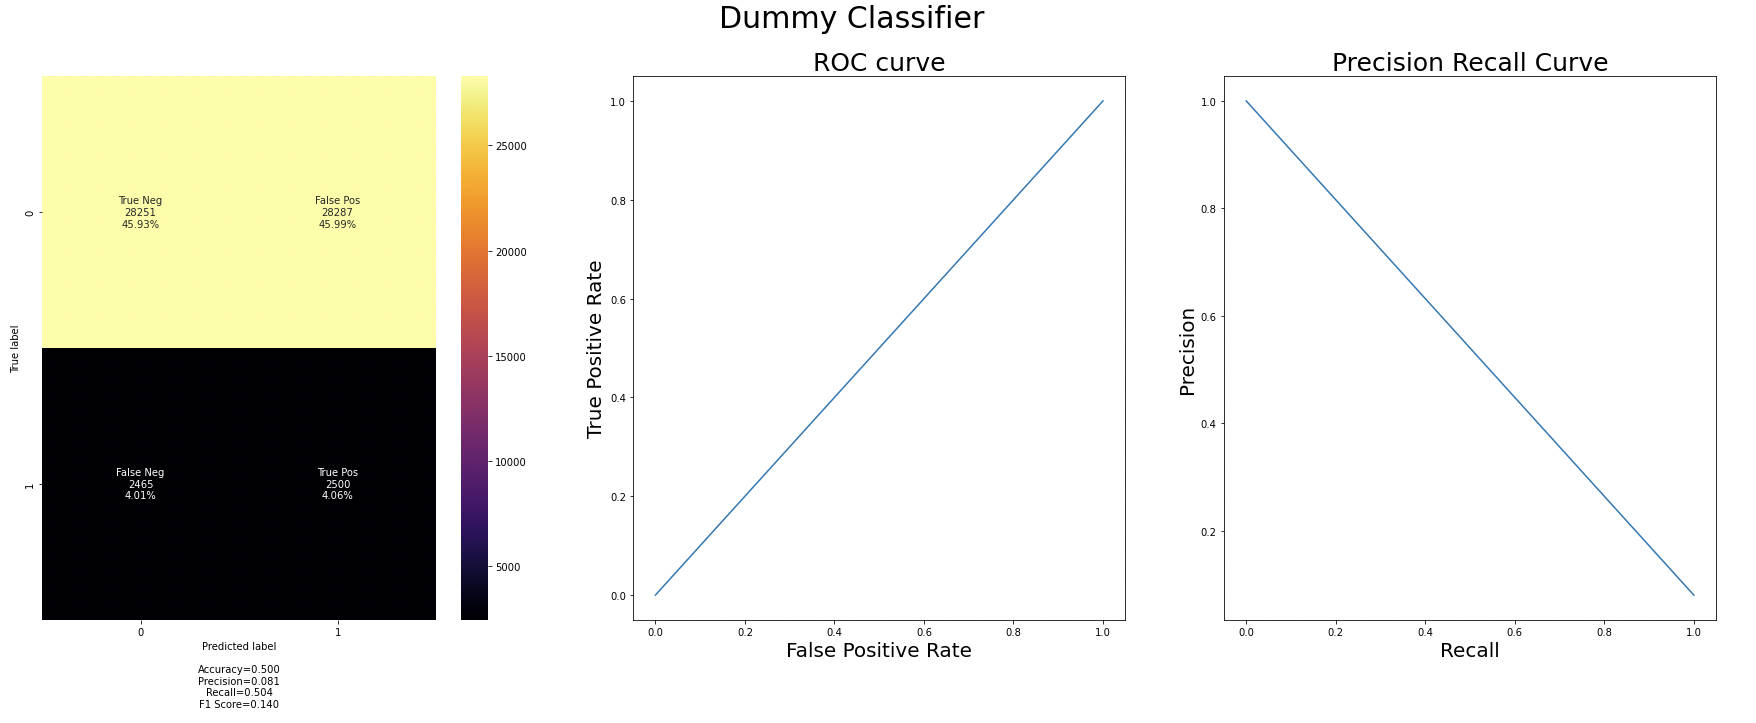 Dummy Classifier
True Neg
28251
45.93%
False Pos
28287
45.99%
False Neg
2465
4.01%
True Pos
2500
4.06%
0
1
True label
0
1
Predicted label
Accuracy=0.500
Precision=0.081
Recall=0.504
F1 Score=0.140
25000
20000
15000
10000
5000
ROC curve
1.0
0.8
0.6
0.4
0.2
0.0
True Positive Rate
0.0 0.2 0.4 0.6 0.8 1.0
False Positive Rate
Precision Recall Curve
1.0
0.8
0.6
0.4
0.2
Precision
0.0 0.2 0.4 0.6 0.8 1.0
Recall